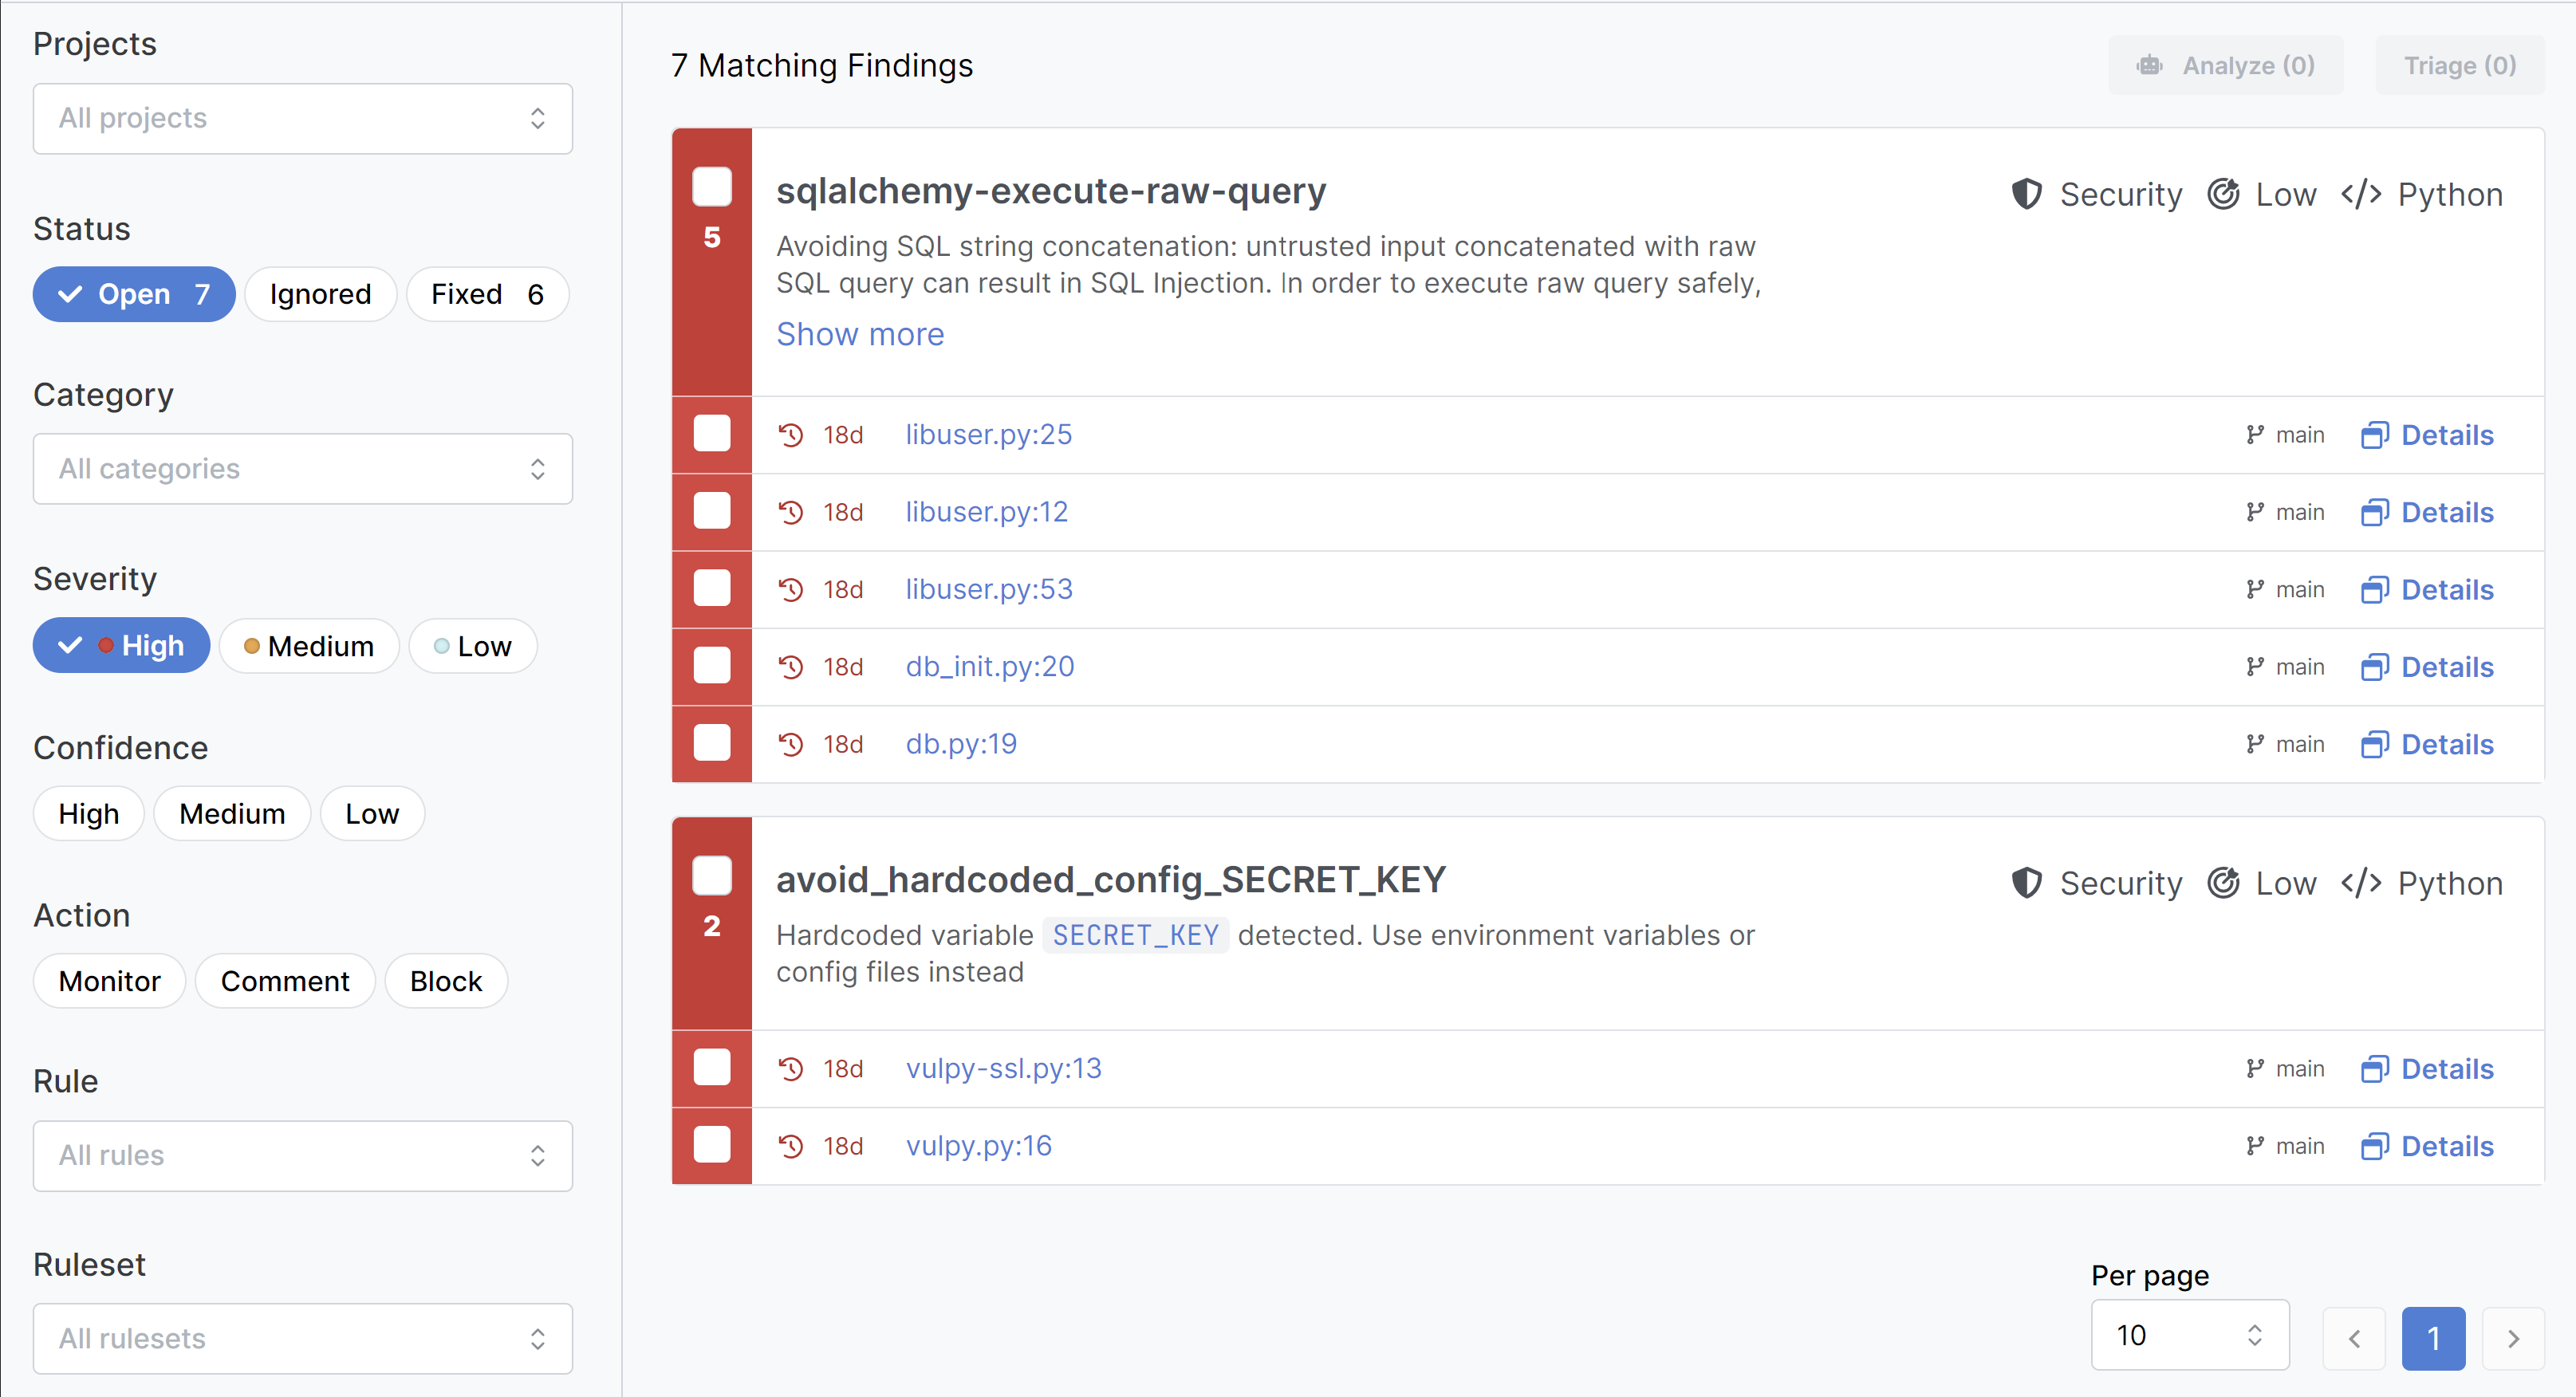 Projects
All projects
Status
Open 7 Ignored Fixed 6
Category
All categories
Severity
High Medium Low
Confidence
High Medium Low
Action
Monitor Comment Block
Rule
All rules
Ruleset
All rulesets
7 Matching Findings
Analyze (0) Triage (0)
sqlalchemy-execute-raw-query Security Low Python
5
Avoiding SQL string concatenation: untrusted input concatenated with raw
SQL query can result in SQL Injection. In order to execute raw query safely,
Show more
18d libuser.py:25 main Details
18d libuser.py:12 main Details
18d libuser.py:53 main Details
18d db_init.py:20 main Details
18d db.py:19 main Details
avoid_hardcoded_config_SECRET_KEY Security Low Python
2
Hardcoded variable SECRET_KEY detected. Use environment variables or
config files instead
18d vulpy-ssl.py:13 main Details
18d vulpy.py:16 main Details
Per page
10 1